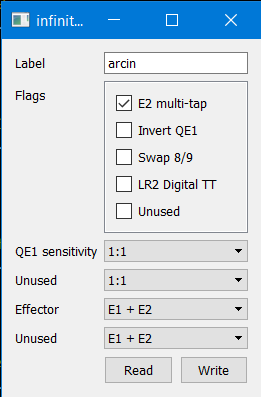 infinit...
Label
arcin
Flags
E2 multi-tap
Invert QE1
Swap 8/9
LR2 Digital TT
Unused
QE1 sensitivity 1:1
Unused 1:1
Effector E1 + E2
Unused E1 + E2
Read Write